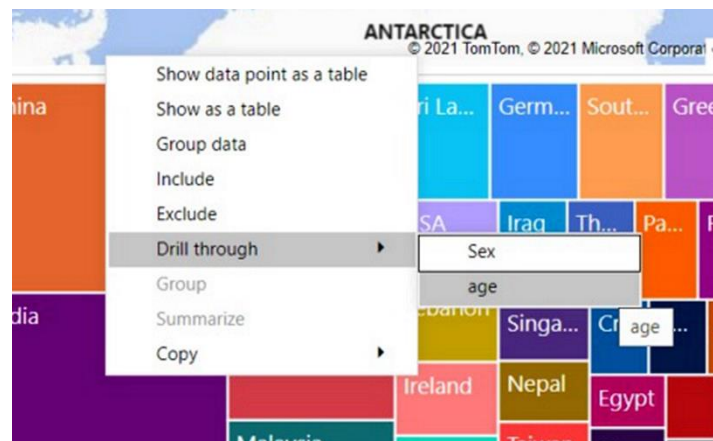 ANTARCTICA
© 2021 TomTom, © 2021 Microsoft Corporat
Show data point as a table
Show as a table
Group data
Include
Exclude
Drill through
Group
Summarize
Copy
Sex
age
age
ina
ri La...
Germ...
Sout...
Gre
SA
Iraq
Th...
Pa...
dia
ebanon
Singa...
Cr
...
Ireland
Nepal
Egypt